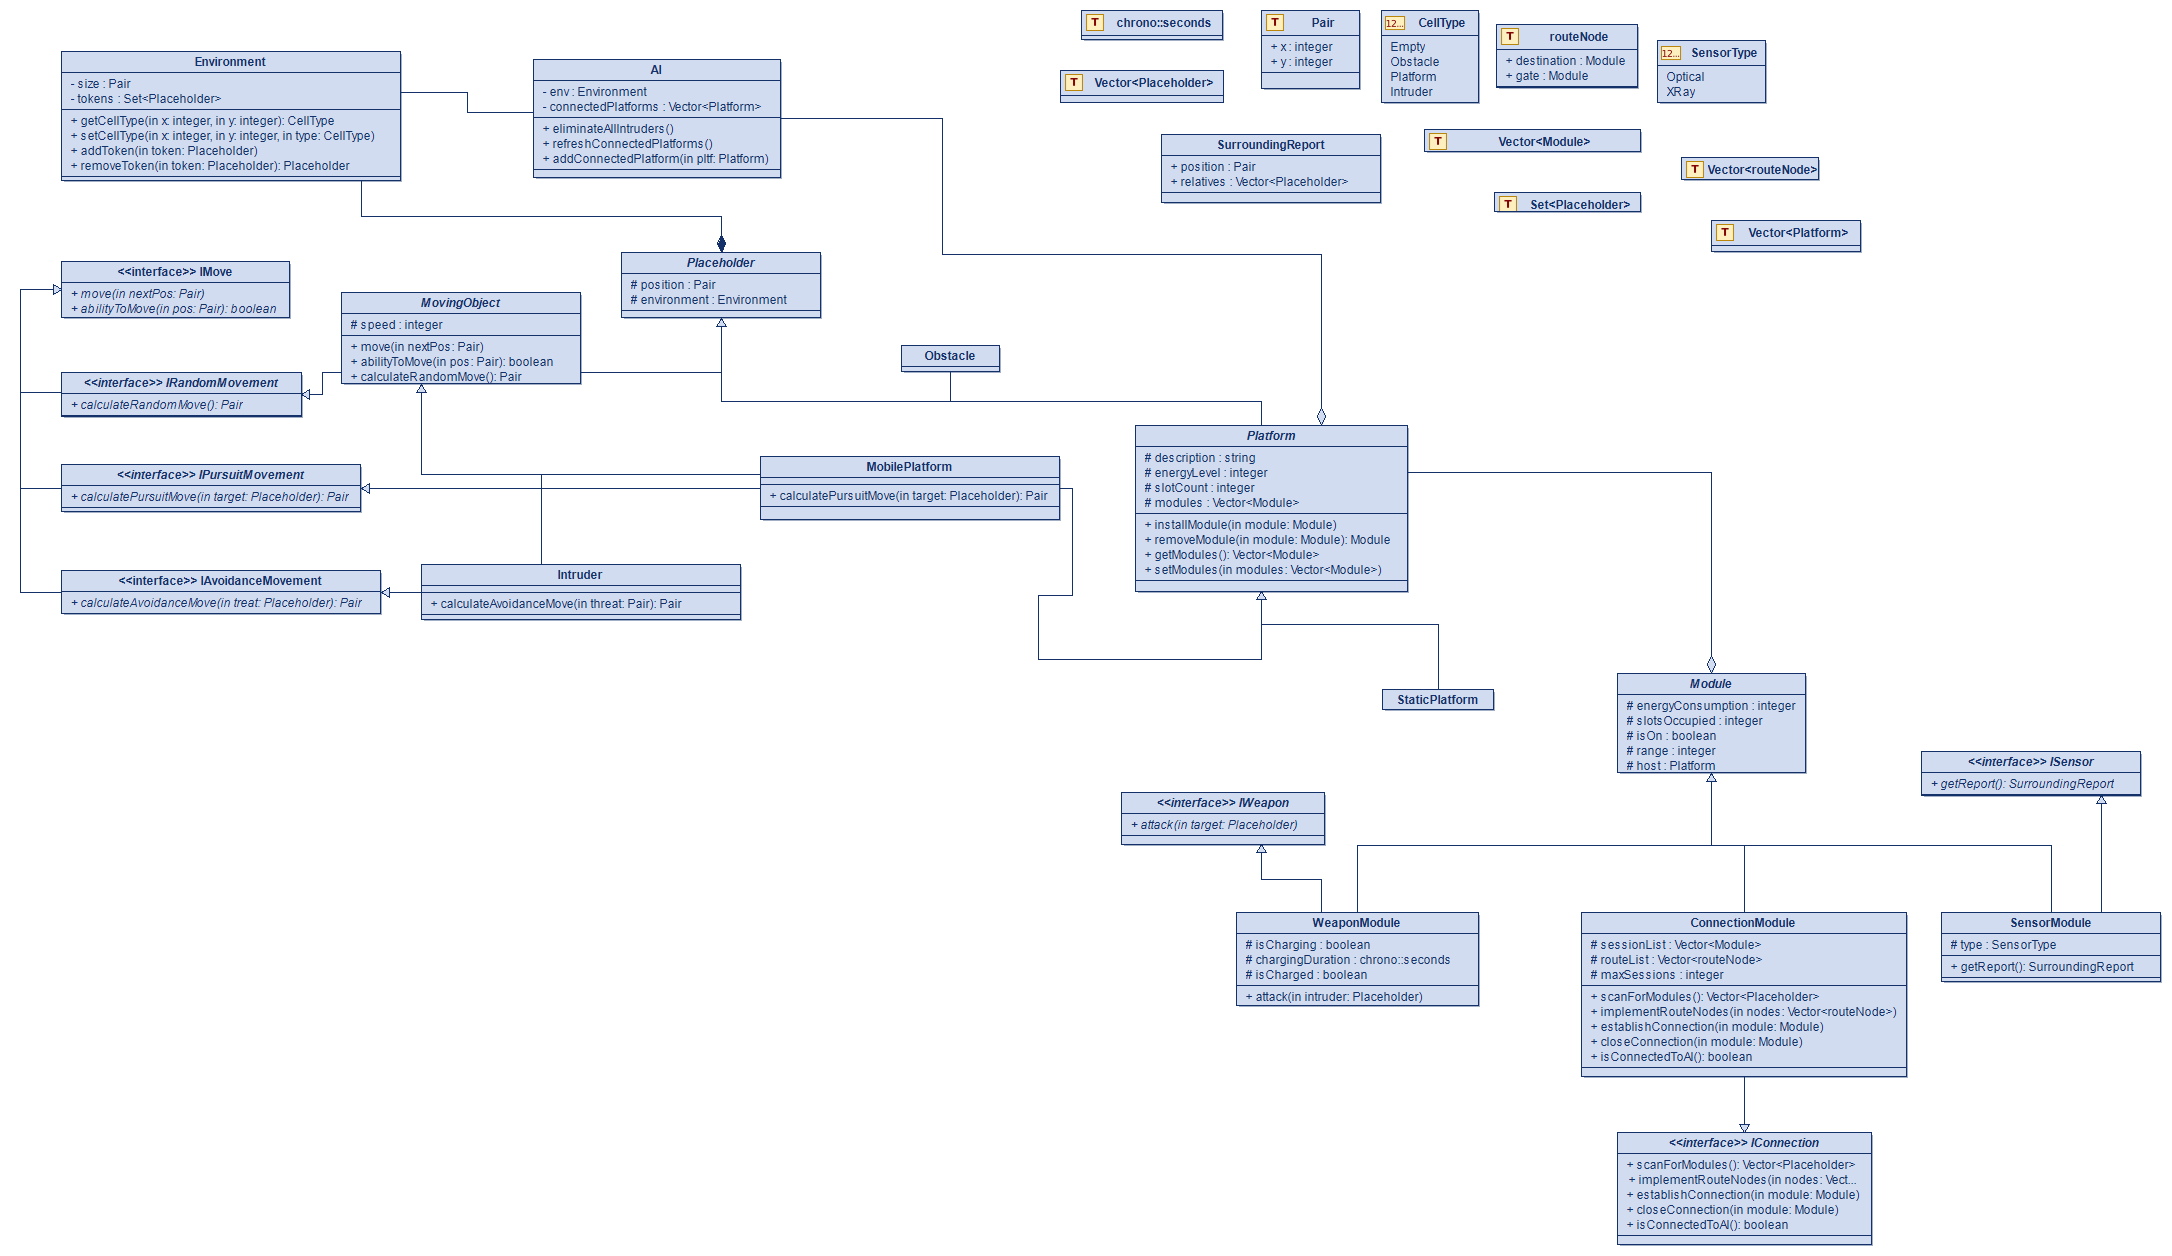 Environment
- size : Pair
- tokens : Set<Placeholder>
+ getCellType(in x: integer, in y: integer): CellType
+ setCellType(in x: integer, in y: integer, in type: CellType)
+ addToken(in token: Placeholder)
+ removeToken(in token: Placeholder): Placeholder
AI
- env : Environment
- connectedPlatforms : Vector<Platform>
+ eliminateAllIntruders()
+ refreshConnectedPlatforms()
+ addConnectedPlatform(in pltf: Platform)
T chrono::seconds
T Vector<Placeholder>
T Pair
+ x : integer
+ y : integer
12... CellType
Empty
Obstacle
Platform
Intruder
T routeNode
+ destination : Module
+ gate : Module
12... SensorType
Optical
XRay
SurroundingReport
+ position : Pair
+ relatives : Vector<Placeholder>
T Vector<Module>
T Vector<routeNode>
T Set<Placeholder>
T Vector<Platform>
<<interface>> IMove
+ move(in nextPos: Pair)
+ abilityToMove(in pos: Pair): boolean
MovingObject
# speed : integer
+ move(in nextPos: Pair)
+ abilityToMove(in pos: Pair): boolean
+ calculateRandomMove(): Pair
Placeholder
# position : Pair
# environment : Environment
Obstacle
<<interface>> IRandomMovement
+ calculateRandomMove(): Pair
<<interface>> IPursuitMovement
+ calculatePursuitMove(in target: Placeholder): Pair
MobilePlatform
+ calculatePursuitMove(in target: Placeholder): Pair
Platform
# description : string
# energyLevel : integer
# slotCount : integer
# modules : Vector<Module>
+ installModule(in module: Module)
+ removeModule(in module: Module): Module
+ getModules(): Vector<Module>
+ setModules(in modules: Vector<Module>)
<<interface>> IAvoidanceMovement
+ calculateAvoidanceMove(in treat: Placeholder): Pair
Intruder
+ calculateAvoidanceMove(in threat: Pair): Pair
StaticPlatform
Module
# energyConsumption : integer
# slotsOccupied : integer
# isOn : boolean
# range : integer
# host : Platform
<<interface>> ISensor
+ getReport(): SurroundingReport
<<interface>> IWeapon
+ attack(in target: Placeholder)
WeaponModule
# isCharging : boolean
# chargingDuration : chrono::seconds
# isCharged : boolean
+ attack(in intruder: Placeholder)
ConnectionModule
# sessionList : Vector<Module>
# routeList : Vector<routeNode>
# maxSessions : integer
+ scanForModules(): Vector<Placeholder>
+ implementRouteNodes(in nodes: Vector<routeNode>)
+ establishConnection(in module: Module)
+ closeConnection(in module: Module)
+ isConnectedToAI(): boolean
SensorModule
# type : SensorType
+ getReport(): SurroundingReport
<<interface>> IConnection
+ scanForModules(): Vector<Placeholder>
+ implementRouteNodes(in nodes: Vect...
+ establishConnection(in module: Module)
+ closeConnection(in module: Module)
+ isConnectedToAI(): boolean